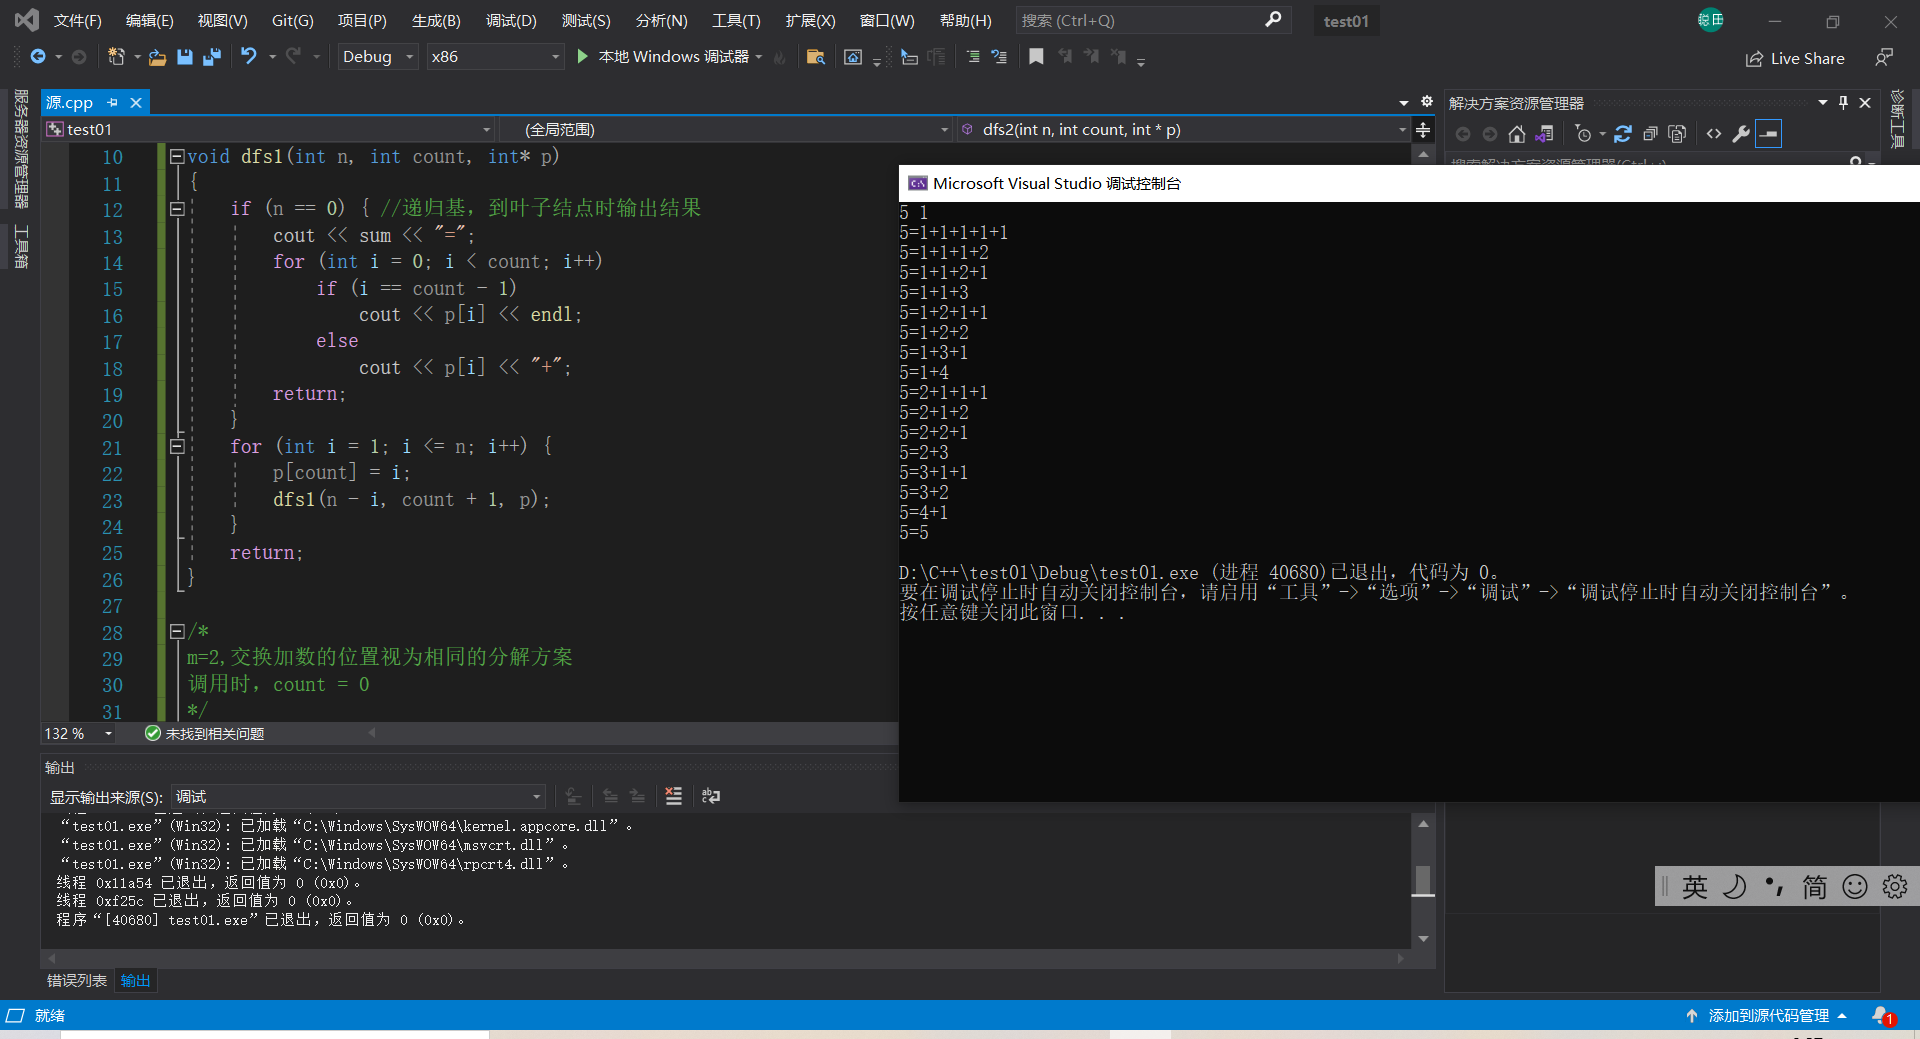 文件(F) 编辑(E) 视图(V) Git(G) 项目(P) 生成(B) 调试(D) 测试(S) 分析(N) 工具(T) 扩展(X) 窗口(W) 帮助(H) 搜索 (Ctrl+Q) test01
Debug x86 本地 Windows 调试器 Live Share
服务器资源管理器
工具箱
源.cpp
test01 (全局范围) dfs2(int n, int count, int * p)
10 void dfs1(int n, int count, int* p)
11 {
12 if (n == 0) { //递归基，到叶子结点时输出结果
13 cout << sum << "=";
14 for (int i = 0; i < count; i++)
15 if (i == count - 1)
16 cout << p[i] << endl;
17 else
18 cout << p[i] << "+";
19 return;
20 }
21 for (int i = 1; i <= n; i++) {
22 p[count] = i;
23 dfs1(n - i, count + 1, p);
24 }
25 return;
26 }
27
28 /*
29 m=2,交换加数的位置视为相同的分解方案
30 调用时，count = 0
31 */
132 % 未找到相关问题
解决方案资源管理器
诊断工具
Microsoft Visual Studio 调试控制台
5 1
5=1+1+1+1+1
5=1+1+1+2
5=1+1+2+1
5=1+1+3
5=1+2+1+1
5=1+2+2
5=1+3+1
5=1+4
5=2+1+1+1
5=2+1+2
5=2+2+1
5=2+3
5=3+1+1
5=3+2
5=4+1
5=5
D:\C++\test01\Debug\test01.exe (进程 40680)已退出，代码为 0。
要在调试停止时自动关闭控制台，请启用“工具”->“选项”->“调试”->“调试停止时自动关闭控制台”。
按任意键关闭此窗口. . .
输出
显示输出来源(S): 调试
“test01.exe”(Win32): 已加载“C:\Windows\SysWOW64\kernel.appcore.dll”。
“test01.exe”(Win32): 已加载“C:\Windows\SysWOW64\msvcrt.dll”。
“test01.exe”(Win32): 已加载“C:\Windows\SysWOW64\rpcrt4.dll”。
线程 0x11a54 已退出，返回值为 0 (0x0)。
线程 0xf25c 已退出，返回值为 0 (0x0)。
程序“[40680] test01.exe”已退出，返回值为 0 (0x0)。
英 简
错误列表 输出
就绪 添加到源代码管理 1